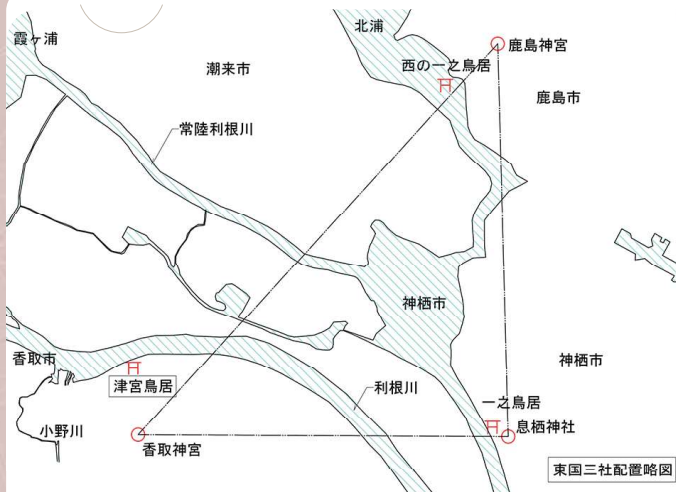 北浦
霞ヶ浦
鹿島神宮
潮来市
西の一之鳥居
鹿島市
常陸利根川
神栖市
香取市
神栖市
津宮鳥居
利根川
一之鳥居
小野川
息栖神社
香取神宮
東国三社配置略図